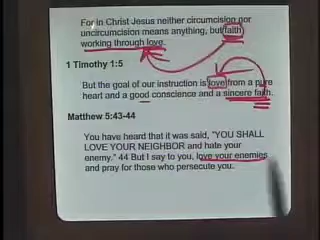 For in Christ Jesus neither circumcision nor
uncircumcision means anything, but faith
working through love.
1 Timothy 1:5
But the goal of our instruction is love from a pure
heart and a good conscience and a sincere faith.
Matthew 5:43-44
You have heard that it was said, "YOU SHALL
LOVE YOUR NEIGHBOR and hate your
enemy." 44 But I say to you, love your enemies
and pray for those who persecute you.